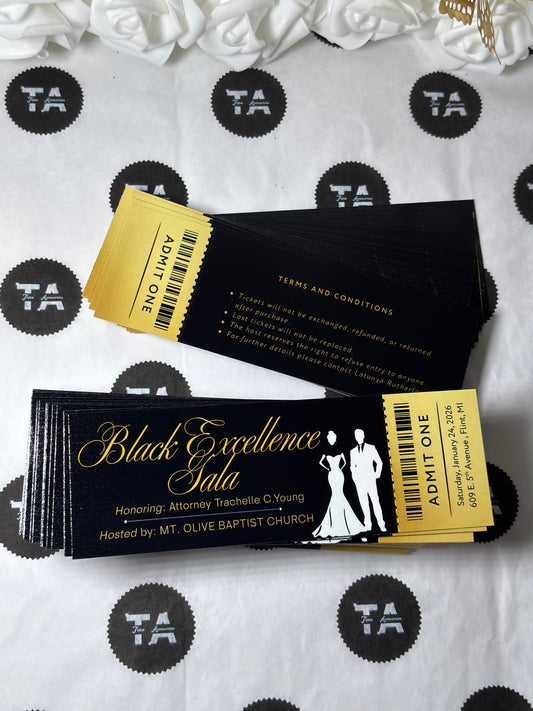 TA
TA
TA
TA
TA
TA
ADMIT ONE
TERMS AND CONDITIONS
• Tickets will not be exchanged, refunded, or returned
after purchase.
• Lost tickets will not be replaced.
• The host reserves the right to refuse entry to anyone.
For further details please contact Latunya
Black Excellence
Gala
Honoring: Attorney Trachelle C.Young
Hosted by: MT. OLIVE BAPTIST CHURCH
ADMIT ONE
Saturday, January 24, 2026
609 E. 5th Avenue , Flint, MI
TA
TA